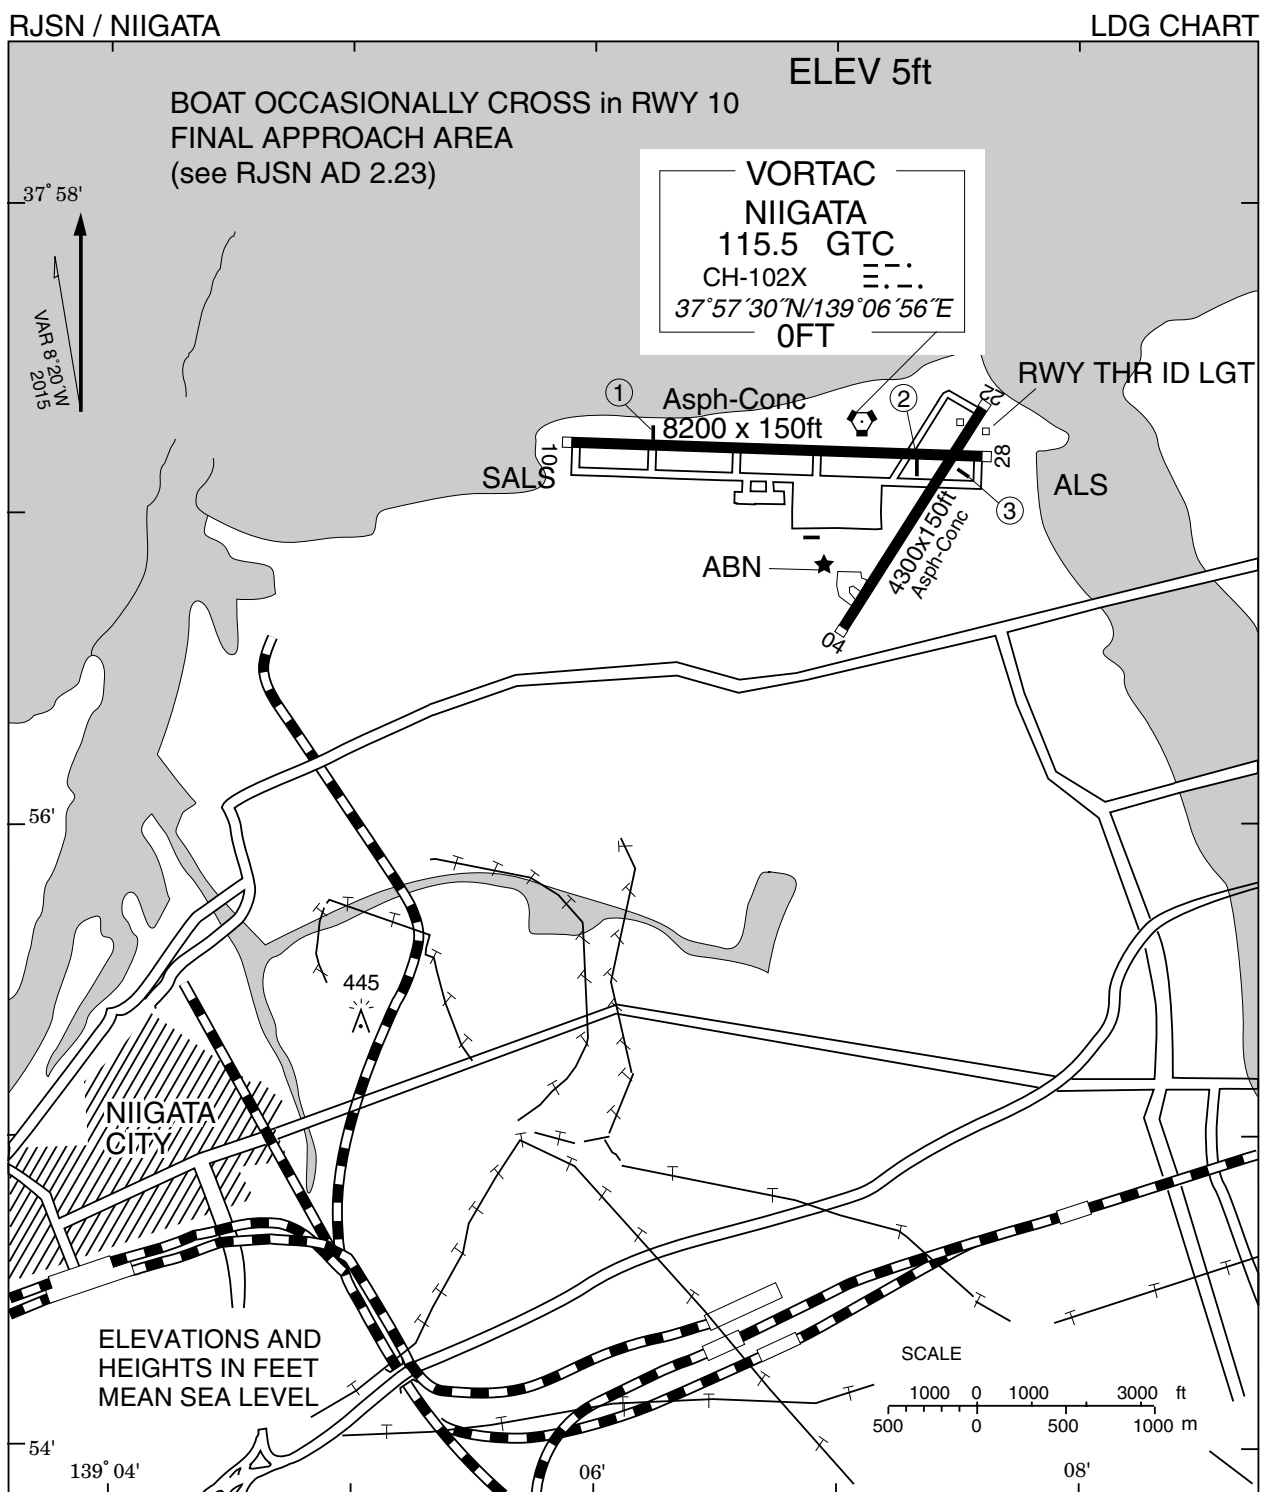 RJSN / NIIGATA
LDG CHART
ELEV 5ft
BOAT OCCASIONALLY CROSS in RWY 10
FINAL APPROACH AREA
(see RJSN AD 2.23)
VORTAC
NIIGATA
115.5 GTC
CH-102X
37°57´30˝N/139°06´56˝E
0FT
37°58'
VAR 8°20'W
2015
RWY THR ID LGT
1
Asph-Conc
8200 x 150ft
2
22
10
28
SALS
ALS
3
4300x150ft
Asph-Conc
ABN
04
56'
445
NIIGATA
CITY
ELEVATIONS AND
HEIGHTS IN FEET
MEAN SEA LEVEL
SCALE
1000 0 1000 3000 ft
500 0 500 1000 m
54'
139°04'
06'
08'